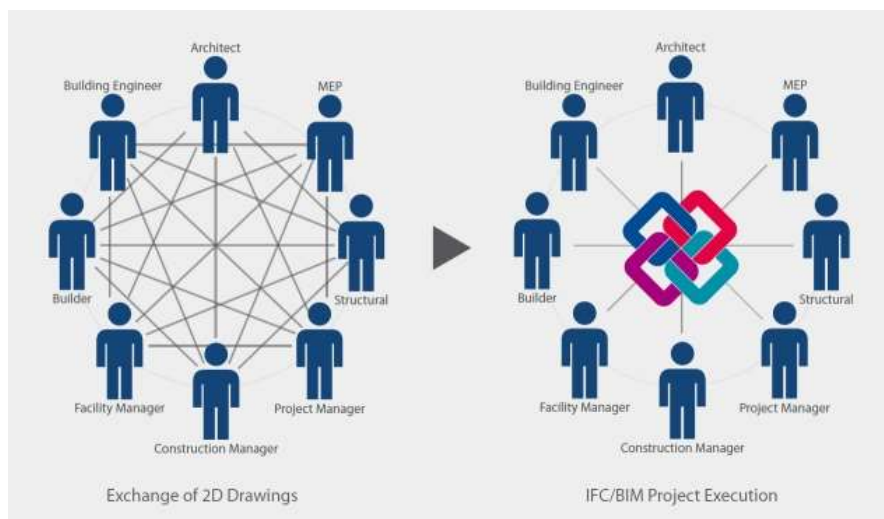 Architect
Building Engineer
MEP
Builder
Structural
Facility Manager
Project Manager
Construction Manager
Exchange of 2D Drawings
Architect
Building Engineer
MEP
Builder
Structural
Facility Manager
Project Manager
Construction Manager
IFC/BIM Project Execution